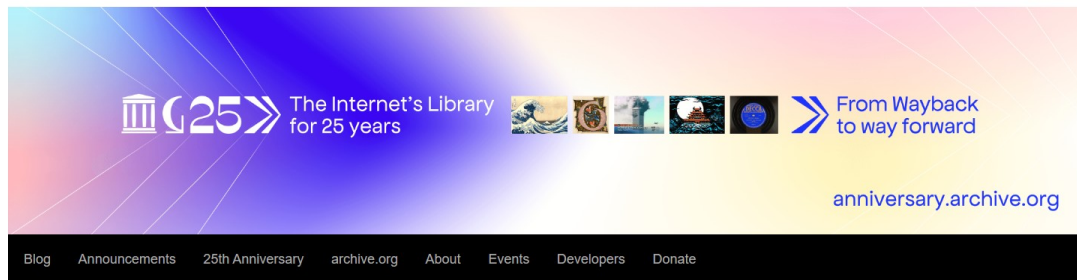 25
The Internet's Library
for 25 years
From Wayback
to way forward
anniversary.archive.org
Blog Announcements 25th Anniversary archive.org About Events Developers Donate